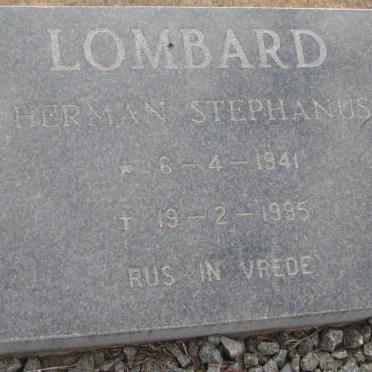 LOMBARD
HERMAN STEPHANUS
* 6-4-1941
† 19-2-1995
RUS IN VREDE